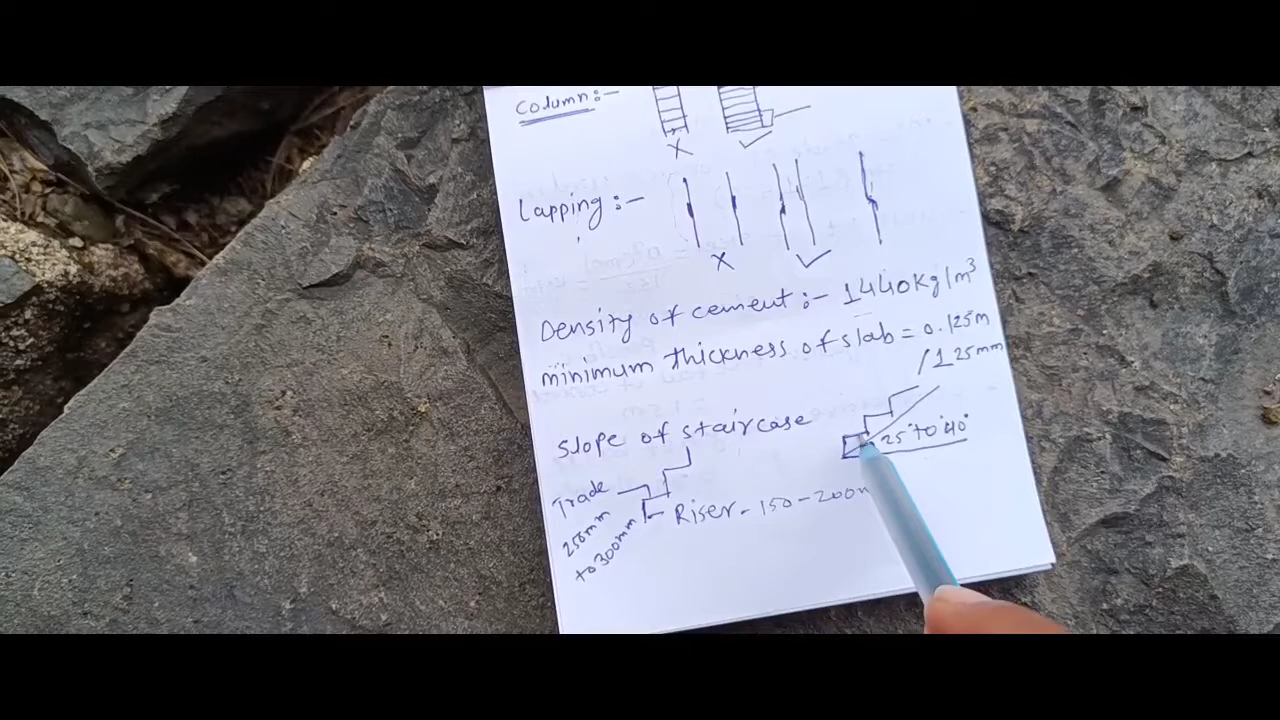 Column:-
X ✓
Lapping:-
X ✓
Density of cement:- 1440kg/m³
minimum thickness of slab = 0.125m
/125mm
Slope of staircase
25° to 40°
Trade
250mm
to 300mm
Riser - 150-200